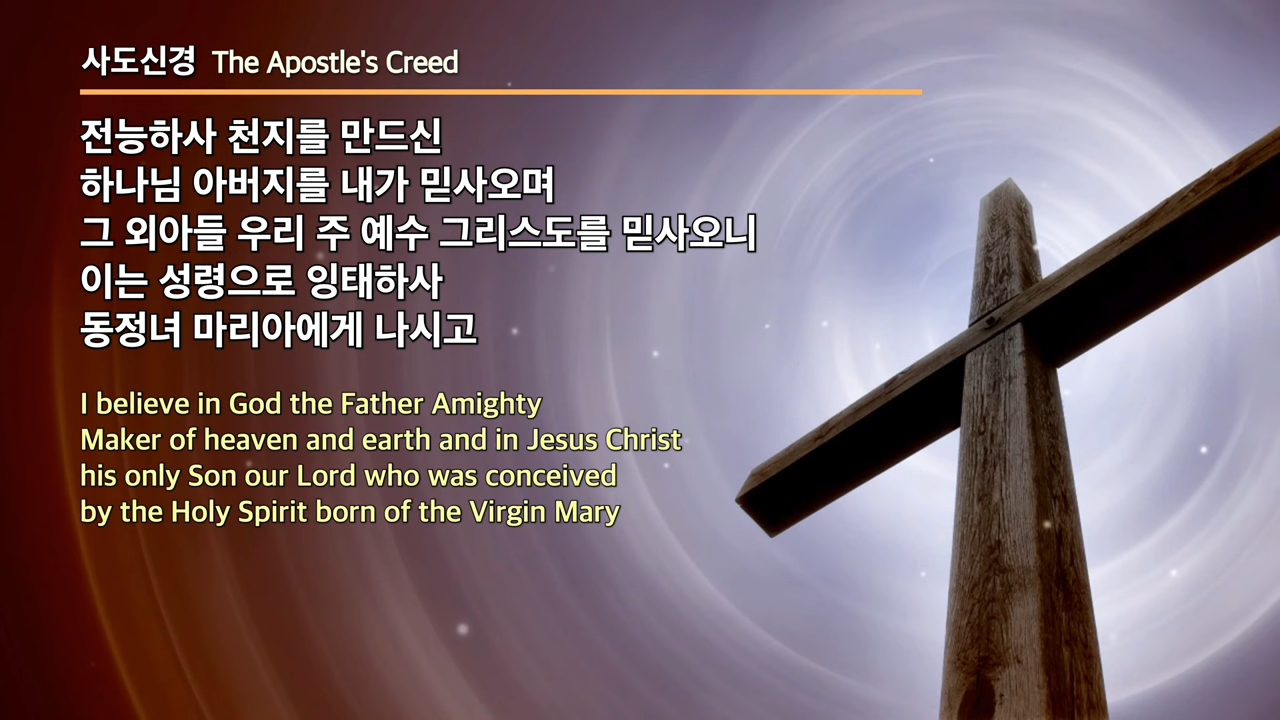 사도신경 The Apostle's Creed
전능하사 천지를 만드신
하나님 아버지를 내가 믿사오며
그 외아들 우리 주 예수 그리스도를 믿사오니
이는 성령으로 잉태하사
동정녀 마리아에게 나시고
I believe in God the Father Amighty
Maker of heaven and earth and in Jesus Christ
his only Son our Lord who was conceived
by the Holy Spirit born of the Virgin Mary